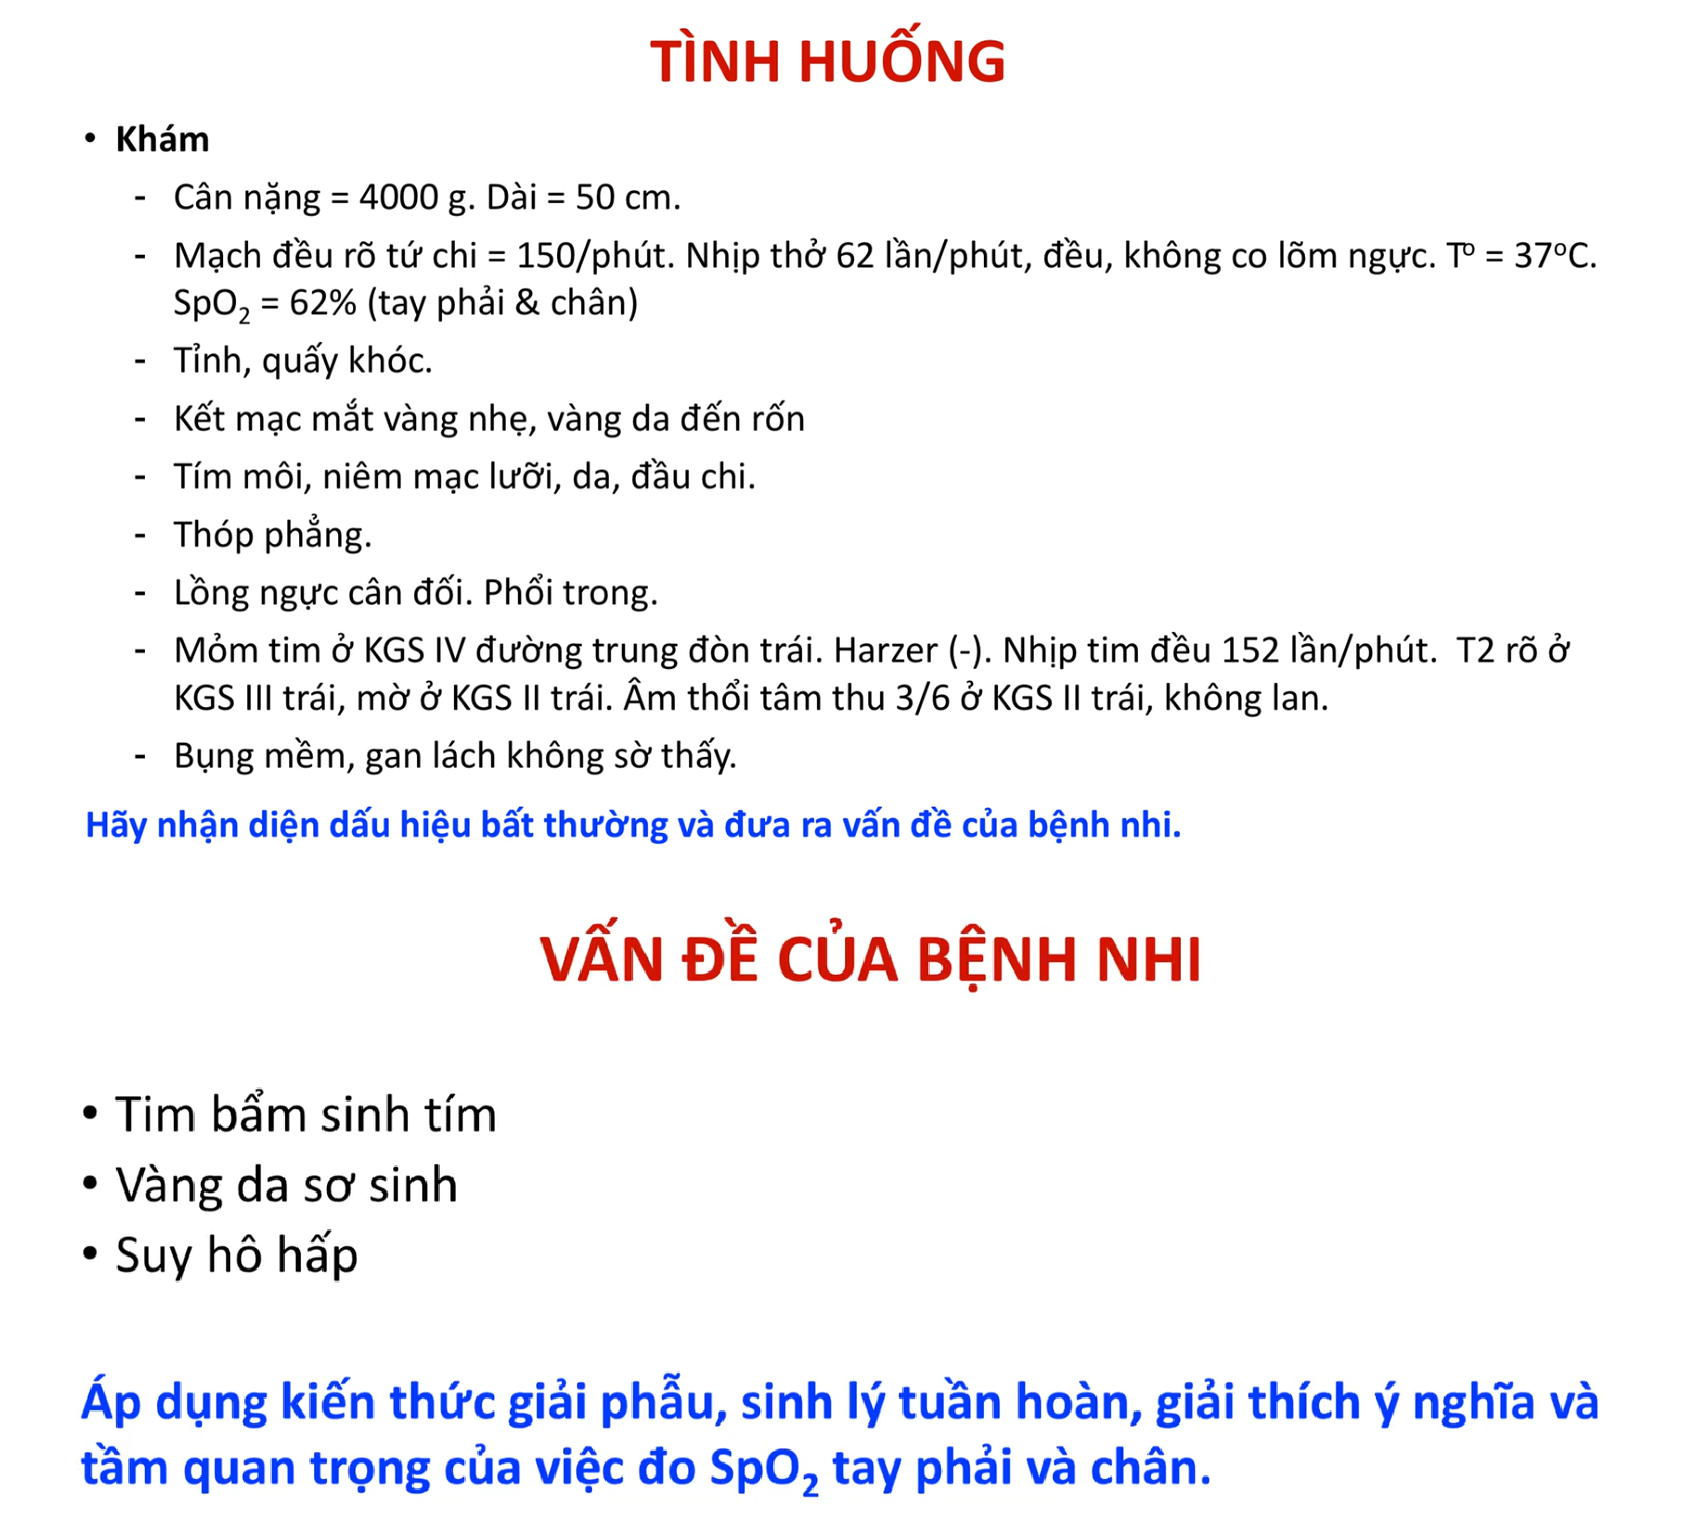 TÌNH HUỐNG
• Khám
- Cân nặng = 4000 g. Dài = 50 cm.
- Mạch đều rõ tứ chi = 150/phút. Nhịp thở 62 lần/phút, đều, không co lõm ngực. Tº = 37ºC.
SpO₂ = 62% (tay phải & chân)
- Tỉnh, quấy khóc.
- Kết mạc mắt vàng nhẹ, vàng da đến rốn
- Tím môi, niêm mạc lưỡi, da, đầu chi.
- Thóp phẳng.
- Lồng ngực cân đối. Phổi trong.
- Mỏm tim ở KGS IV đường trung đòn trái. Harzer (-). Nhịp tim đều 152 lần/phút. T2 rõ ở
KGS III trái, mờ ở KGS II trái. Âm thổi tâm thu 3/6 ở KGS II trái, không lan.
- Bụng mềm, gan lách không sờ thấy.
Hãy nhận diện dấu hiệu bất thường và đưa ra vấn đề của bệnh nhi.
VẤN ĐỀ CỦA BỆNH NHI
• Tim bẩm sinh tím
• Vàng da sơ sinh
• Suy hô hấp
Áp dụng kiến thức giải phẫu, sinh lý tuần hoàn, giải thích ý nghĩa và
tầm quan trọng của việc đo SpO₂ tay phải và chân.